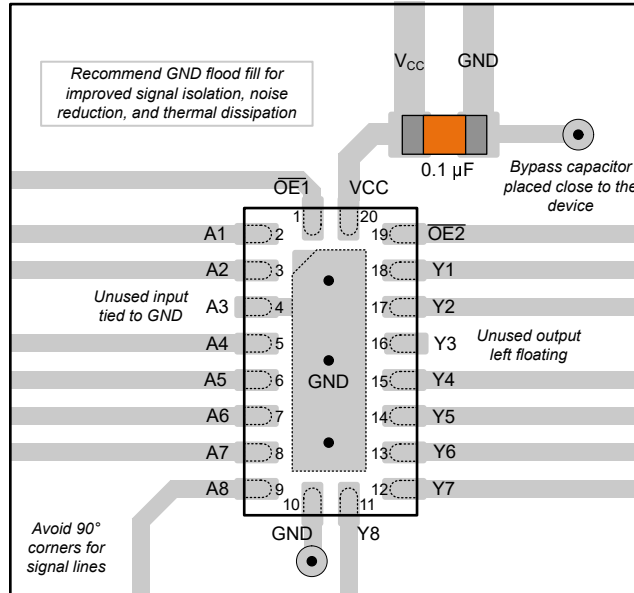 V_CC GND
Recommend GND flood fill for
improved signal isolation, noise
reduction, and thermal dissipation
0.1 µF
Bypass capacitor
placed close to the
device
O̅E̅1 VCC
1 20
A1 2 19 O̅E̅2
A2 3 18 Y1
Unused input
tied to GND
A3 4 17 Y2
A4 5 16 Y3
Unused output
left floating
A5 6 GND 15 Y4
A6 7 14 Y5
A7 8 13 Y6
A8 9 12 Y7
10 11
GND Y8
Avoid 90°
corners for
signal lines